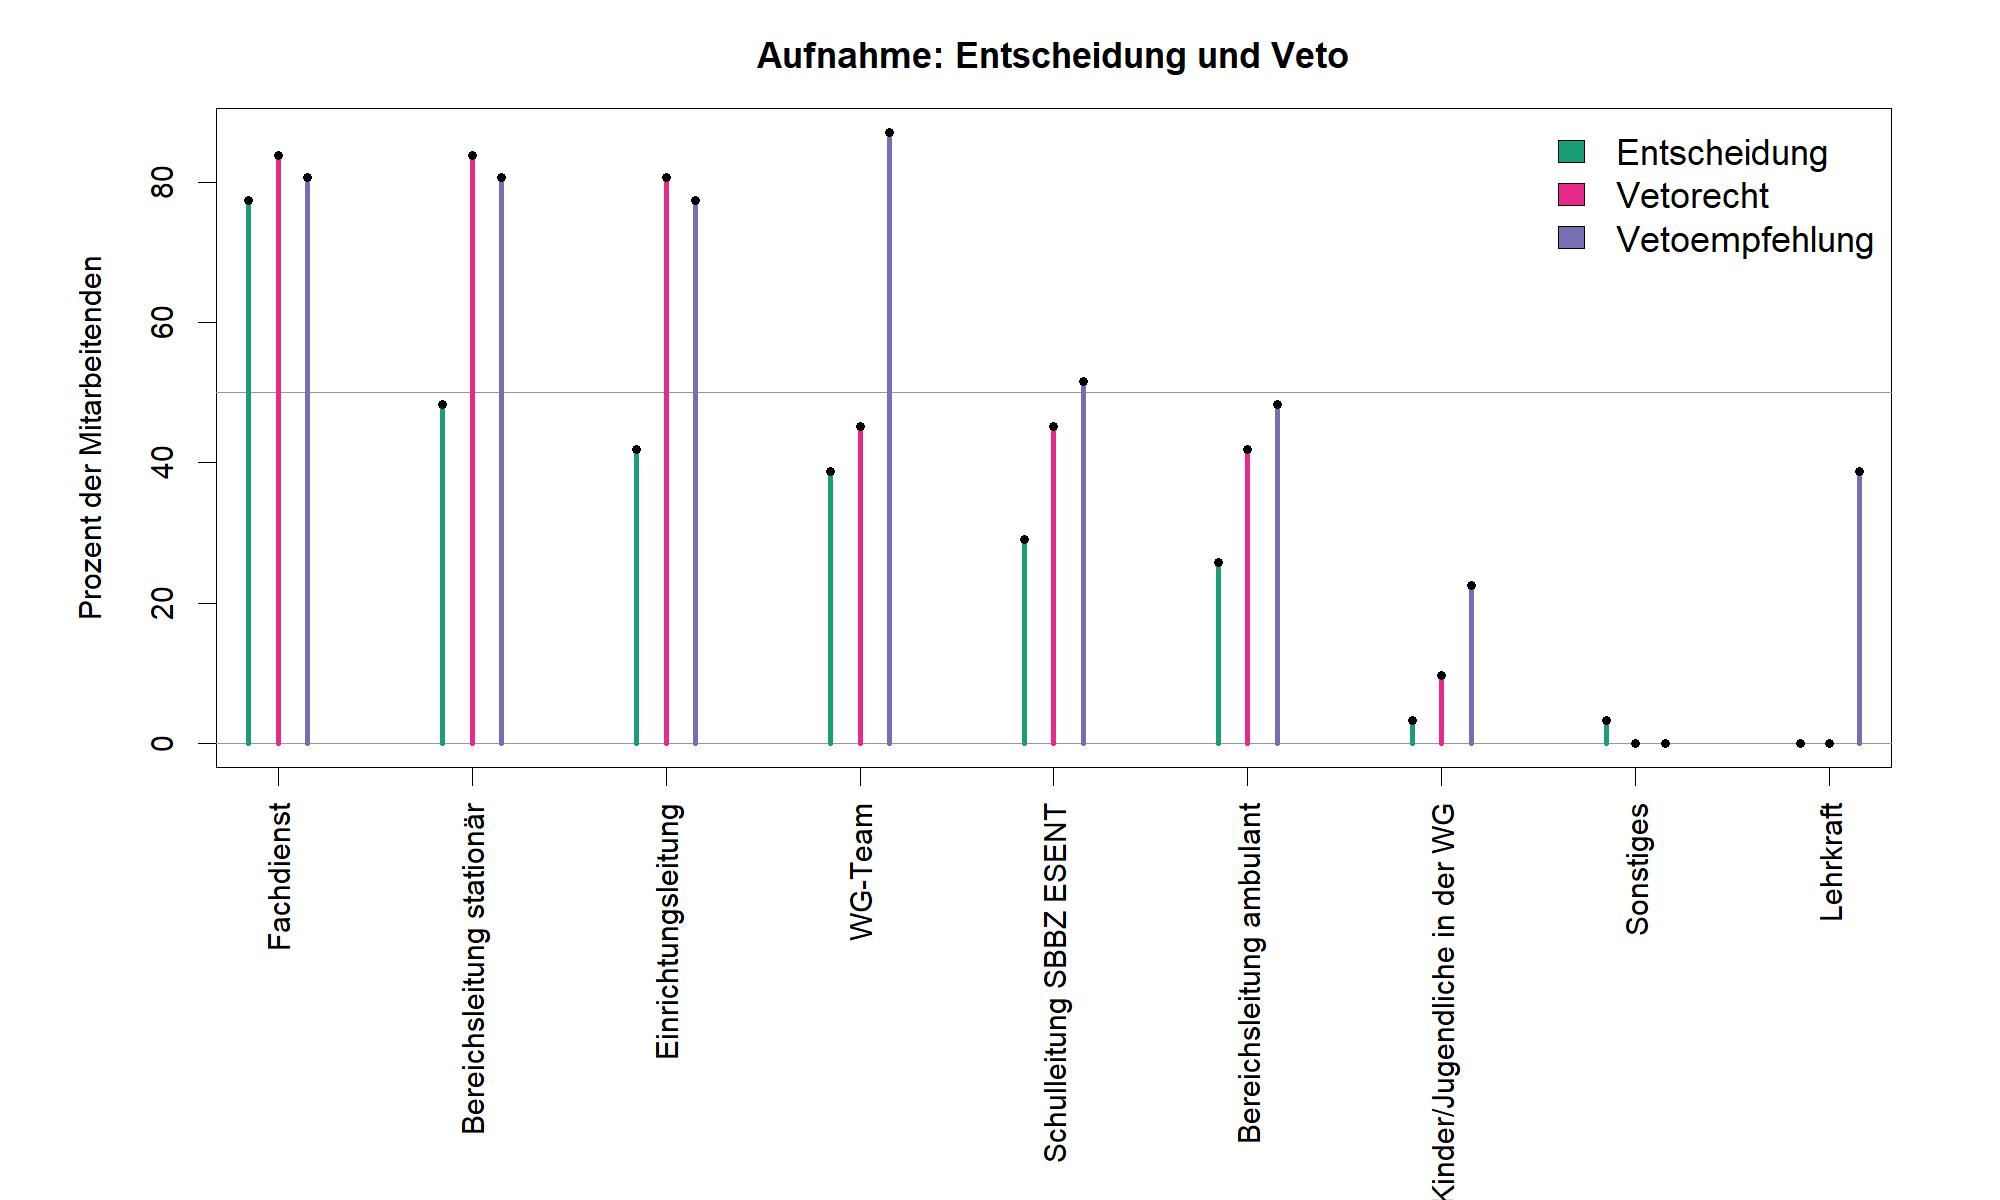 Aufnahme: Entscheidung und Veto
Entscheidung
Vetorecht
Vetoempfehlung
Prozent der Mitarbeitenden
80
60
40
20
0
Fachdienst
Bereichsleitung stationär
Einrichtungsleitung
WG-Team
Schulleitung SBBZ ESENT
Bereichsleitung ambulant
Kinder/Jugendliche in der WG
Sonstiges
Lehrkraft